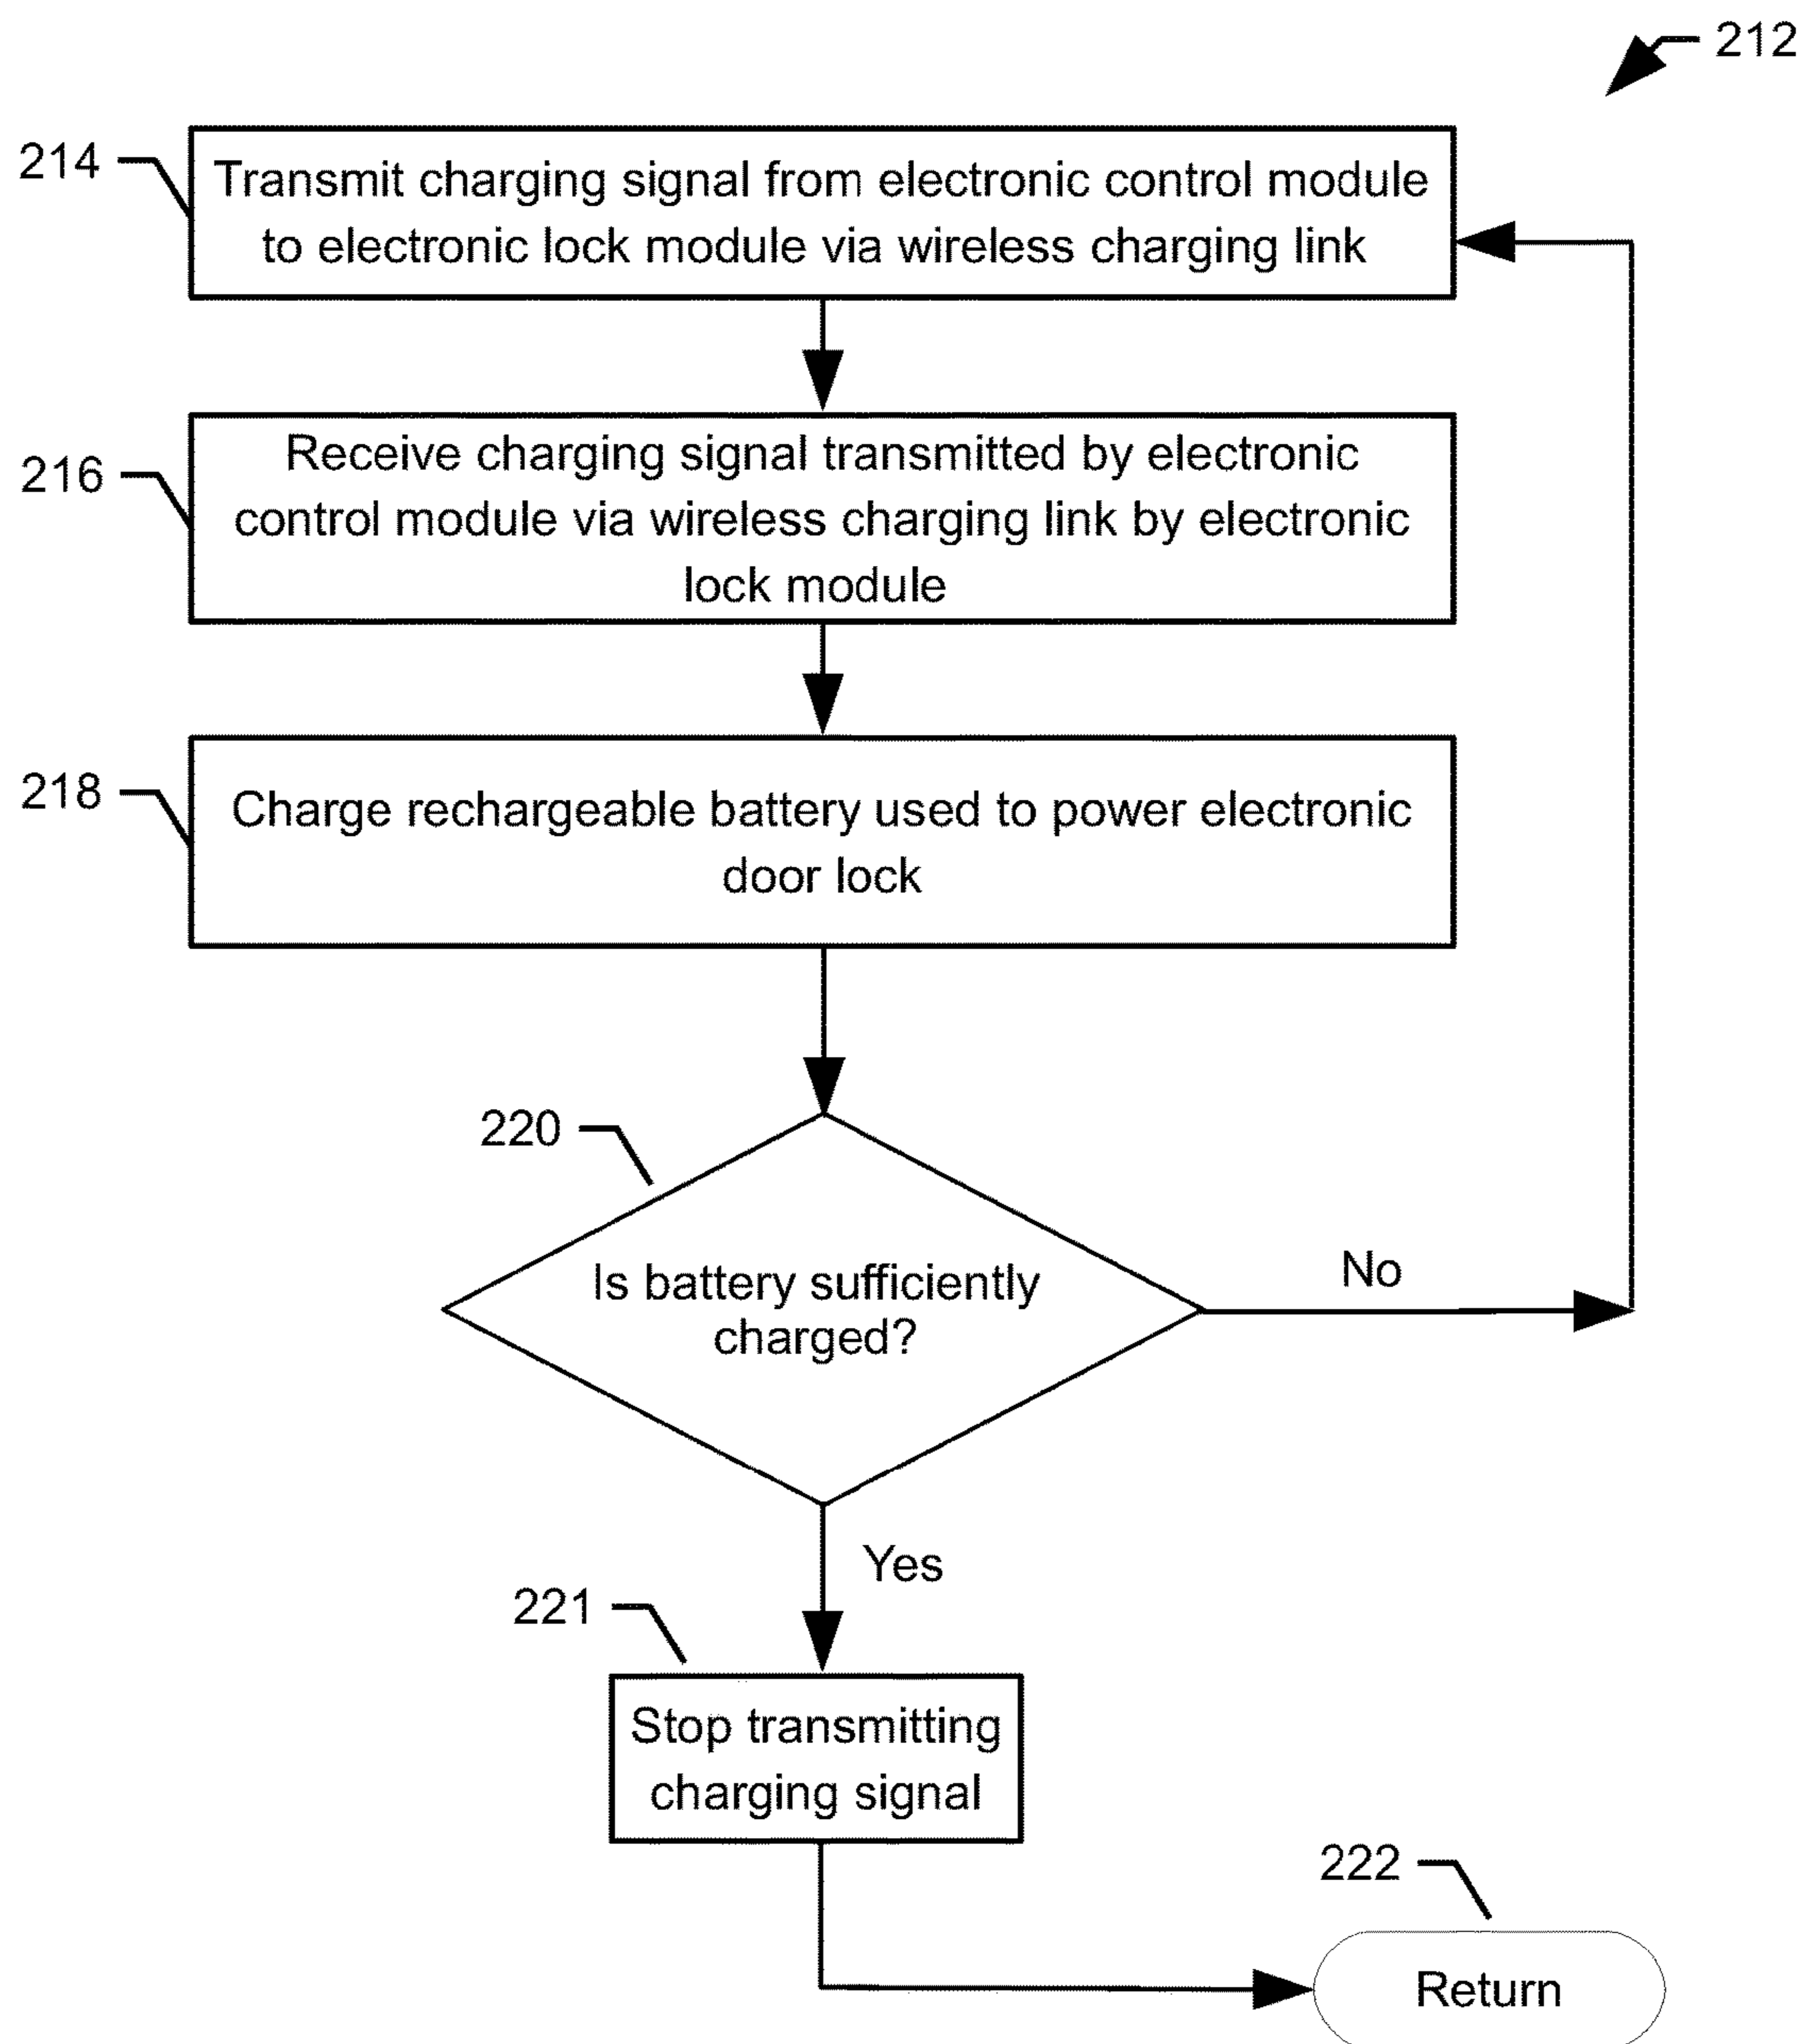 212
214
Transmit charging signal from electronic control module
to electronic lock module via wireless charging link
216
Receive charging signal transmitted by electronic
control module via wireless charging link by electronic
lock module
218
Charge rechargeable battery used to power electronic
door lock
220
Is battery sufficiently
charged?
No
Yes
221
Stop transmitting
charging signal
222
Return